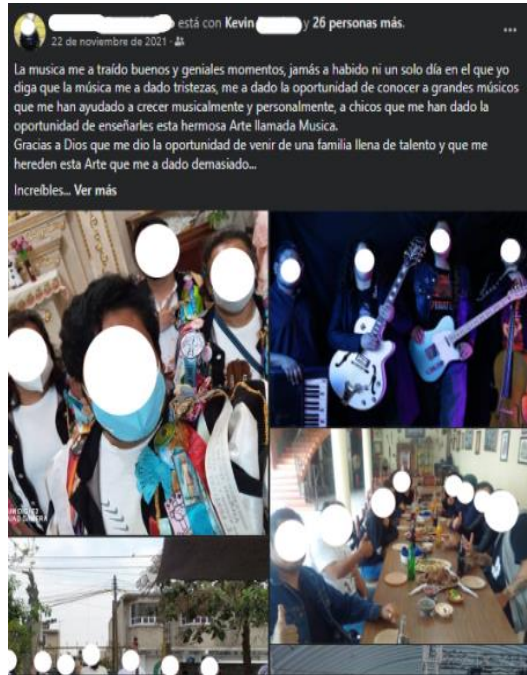 está con Kevin y 26 personas más.
22 de noviembre de 2021
La musica me a traído buenos y geniales momentos, jamás a habido ni un solo día en el que yo
diga que la música me a dado tristezas, me a dado la oportunidad de conocer a grandes músicos
que me han ayudado a crecer musicalmente y personalmente, a chicos que me han dado la
oportunidad de enseñarles esta hermosa Arte llamada Musica.
Gracias a Dios que me dio la oportunidad de venir de una familia llena de talento y que me
hereden esta Arte que me a dado demasiado...
Increíbles... Ver más